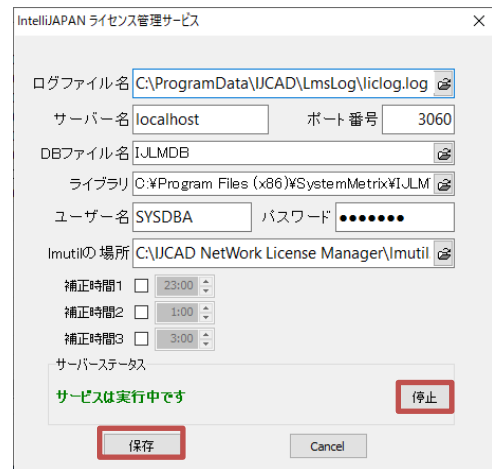 IntelliJAPAN ライセンス管理サービス
ログファイル名 C:\ProgramData\IJCAD\LmsLog\liclog.log
サーバー名 localhost ポート番号 3060
DBファイル名 IJLMDB
ライブラリ C:¥Program Files (x86)¥SystemMetrix¥IJLM
ユーザー名 SYSDBA パスワード ●●●●●●●
lmutilの場所 C:\IJCAD NetWork License Manager\lmutil
補正時間1 23:00
補正時間2 1:00
補正時間3 3:00
サーバーステータス
サービスは実行中です 停止
保存 Cancel